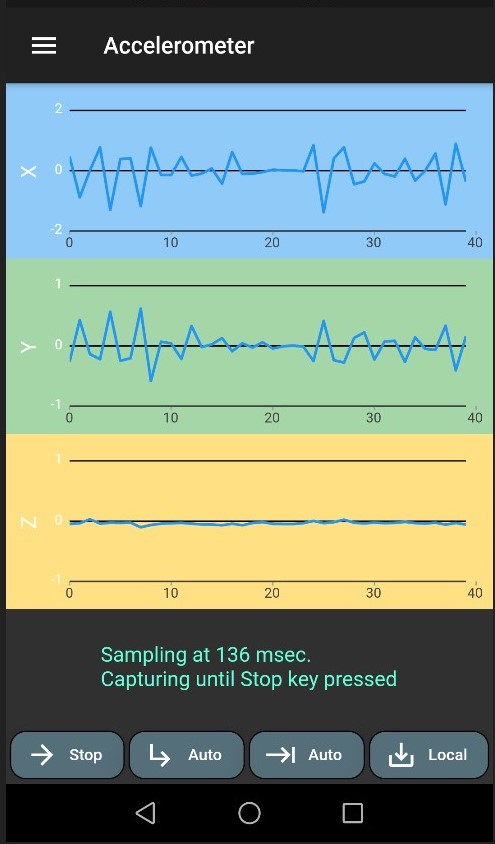 Accelerometer
2
X
0
-2
0 10 20 30 40
1
Y
0
-1
0 10 20 30 40
1
Z
0
-1
0 10 20 30 40
Sampling at 136 msec.
Capturing until Stop key pressed
Stop Auto Auto Local